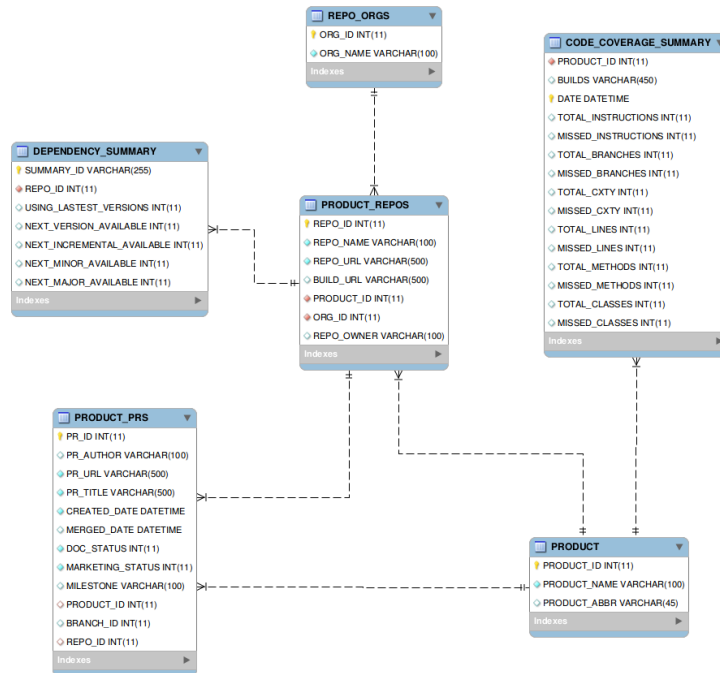 REPO_ORGS
ORG_ID INT(11)
ORG_NAME VARCHAR(100)
Indexes
CODE_COVERAGE_SUMMARY
PRODUCT_ID INT(11)
BUILDS VARCHAR(450)
DATE DATETIME
TOTAL_INSTRUCTIONS INT(11)
MISSED_INSTRUCTIONS INT(11)
TOTAL_BRANCHES INT(11)
MISSED_BRANCHES INT(11)
TOTAL_CXTY INT(11)
MISSED_CXTY INT(11)
TOTAL_LINES INT(11)
MISSED_LINES INT(11)
TOTAL_METHODS INT(11)
MISSED_METHODS INT(11)
TOTAL_CLASSES INT(11)
MISSED_CLASSES INT(11)
Indexes
DEPENDENCY_SUMMARY
SUMMARY_ID VARCHAR(255)
REPO_ID INT(11)
USING_LASTEST_VERSIONS INT(11)
NEXT_VERSION_AVAILABLE INT(11)
NEXT_INCREMENTAL_AVAILABLE INT(11)
NEXT_MINOR_AVAILABLE INT(11)
NEXT_MAJOR_AVAILABLE INT(11)
Indexes
PRODUCT_REPOS
REPO_ID INT(11)
REPO_NAME VARCHAR(100)
REPO_URL VARCHAR(500)
BUILD_URL VARCHAR(500)
PRODUCT_ID INT(11)
ORG_ID INT(11)
REPO_OWNER VARCHAR(100)
Indexes
PRODUCT_PRS
PR_ID INT(11)
PR_AUTHOR VARCHAR(100)
PR_URL VARCHAR(500)
PR_TITLE VARCHAR(500)
CREATED_DATE DATETIME
MERGED_DATE DATETIME
DOC_STATUS INT(11)
MARKETING_STATUS INT(11)
MILESTONE VARCHAR(100)
PRODUCT_ID INT(11)
BRANCH_ID INT(11)
REPO_ID INT(11)
Indexes
PRODUCT
PRODUCT_ID INT(11)
PRODUCT_NAME VARCHAR(100)
PRODUCT_ABBR VARCHAR(45)
Indexes